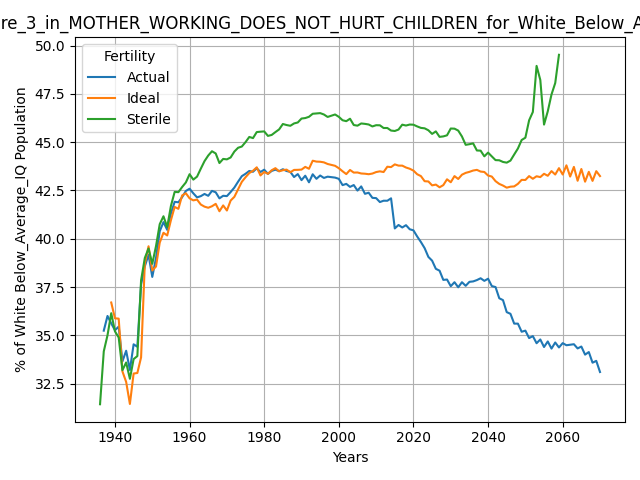 re_3_in_MOTHER_WORKING_DOES_NOT_HURT_CHILDREN_for_White_Below_A
Fertility
Actual
Ideal
Sterile
% of White Below_Average_IQ Population
50.0
47.5
45.0
42.5
40.0
37.5
35.0
32.5
1940 1960 1980 2000 2020 2040 2060
Years